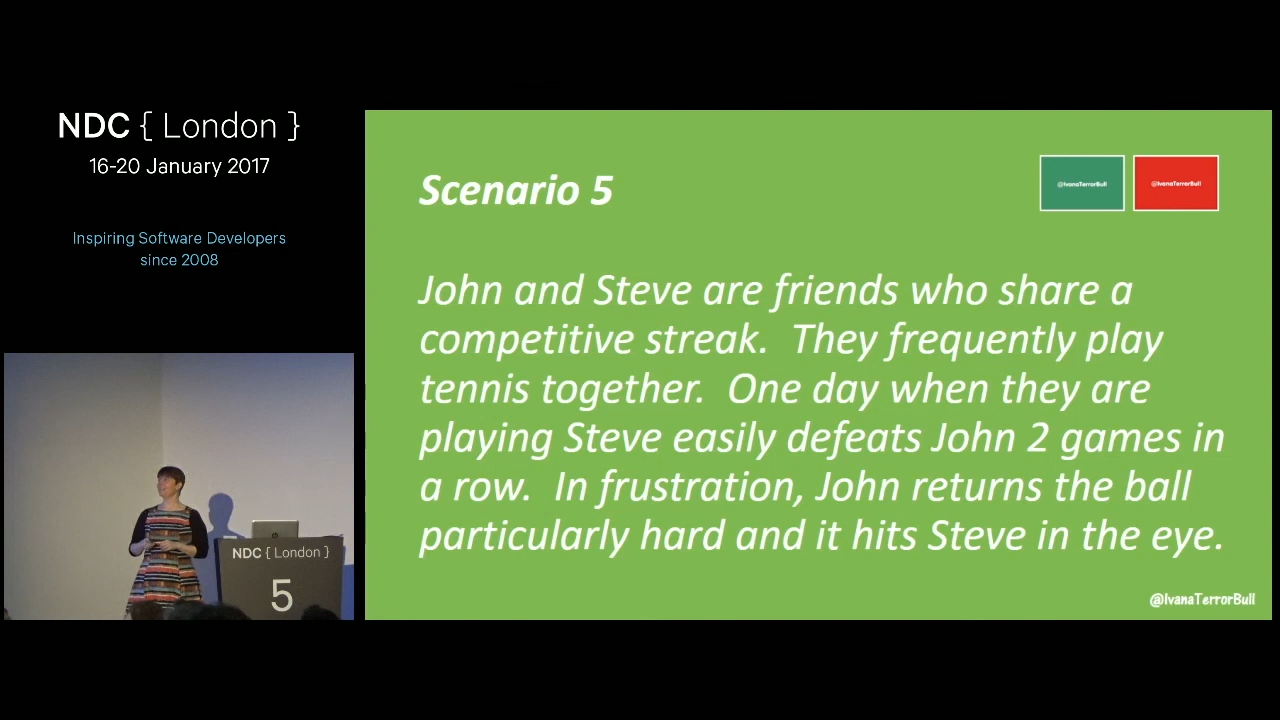 NDC { London }
16-20 January 2017
Inspiring Software Developers
since 2008
Scenario 5
@IvanaTerrorBull
@IvanaTerrorBull
John and Steve are friends who share a
competitive streak.  They frequently play
tennis together.  One day when they are
playing Steve easily defeats John 2 games in
a row.  In frustration, John returns the ball
particularly hard and it hits Steve in the eye.
@IvanaTerrorBull
NDC { London }
5